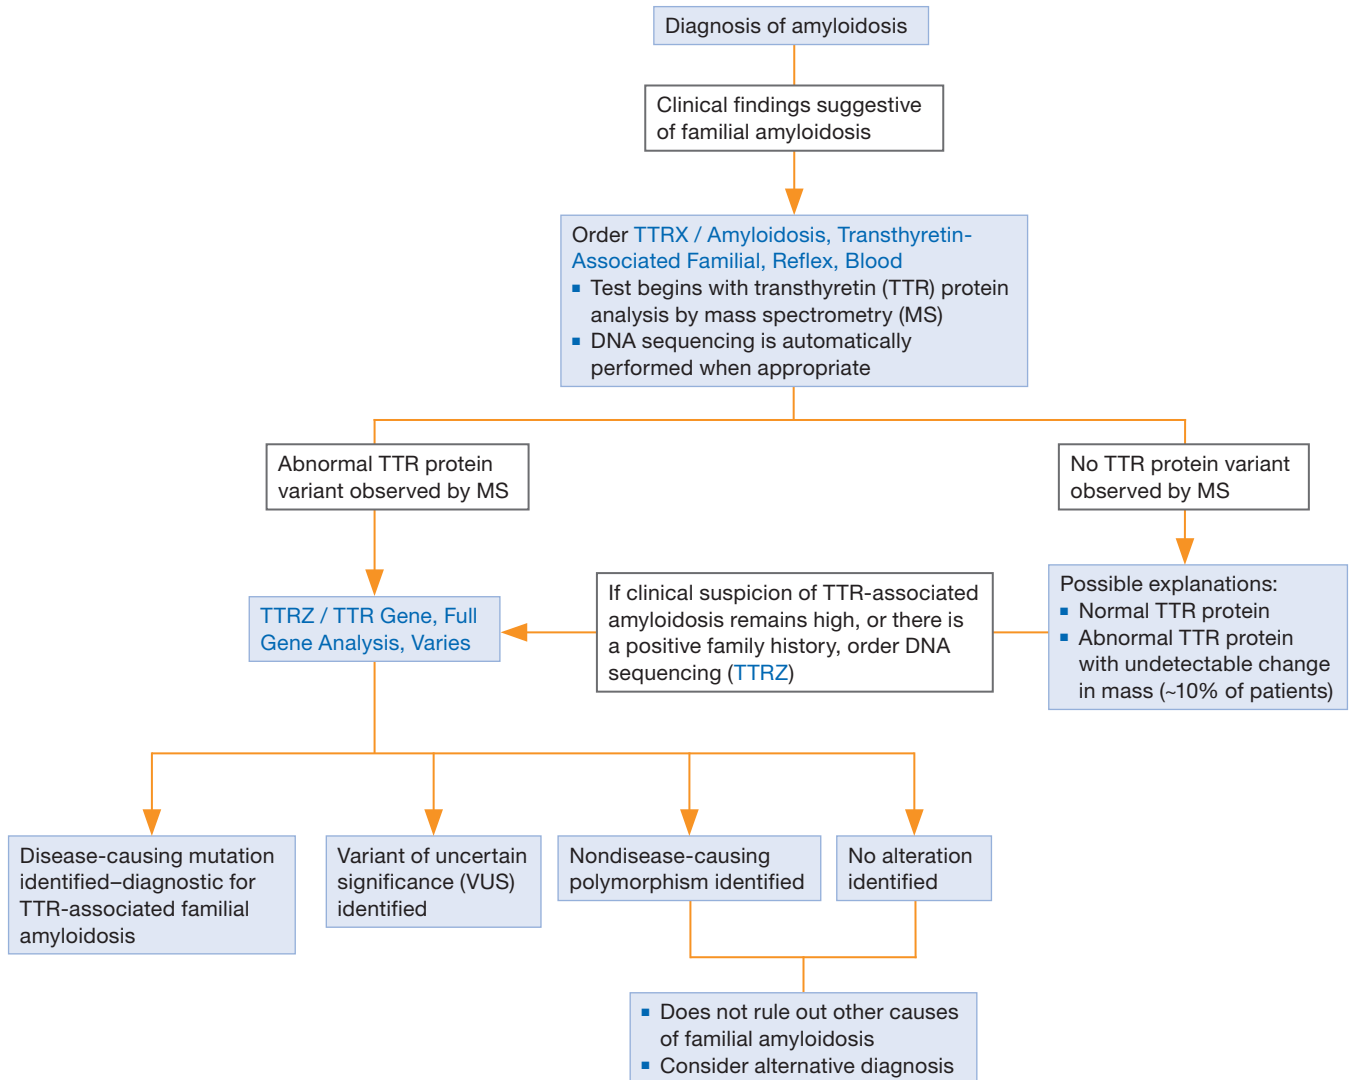 Diagnosis of amyloidosis
Clinical findings suggestive
of familial amyloidosis
Order TTRX / Amyloidosis, Transthyretin-
Associated Familial, Reflex, Blood
▪ Test begins with transthyretin (TTR) protein
analysis by mass spectrometry (MS)
▪ DNA sequencing is automatically
performed when appropriate
Abnormal TTR protein
variant observed by MS
No TTR protein variant
observed by MS
TTRZ / TTR Gene, Full
Gene Analysis, Varies
If clinical suspicion of TTR-associated
amyloidosis remains high, or there is
a positive family history, order DNA
sequencing (TTRZ)
Possible explanations:
▪ Normal TTR protein
▪ Abnormal TTR protein
with undetectable change
in mass (~10% of patients)
Disease-causing mutation
identified–diagnostic for
TTR-associated familial
amyloidosis
Variant of uncertain
significance (VUS)
identified
Nondisease-causing
polymorphism identified
No alteration
identified
▪ Does not rule out other causes
of familial amyloidosis
▪ Consider alternative diagnosis